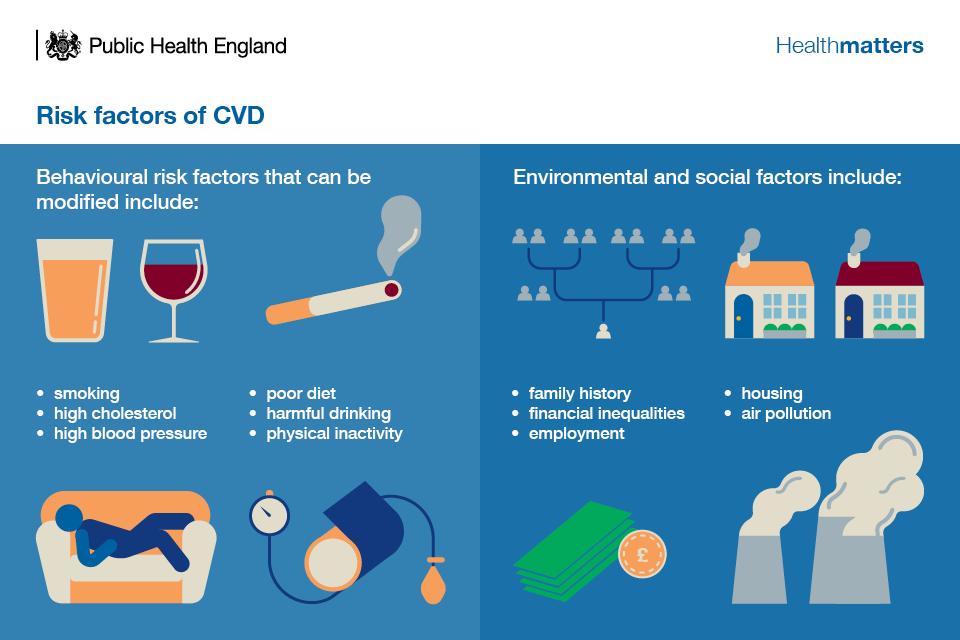 Public Health England
Healthmatters
Risk factors of CVD
Behavioural risk factors that can be
modified include:
• smoking
• high cholesterol
• high blood pressure
• poor diet
• harmful drinking
• physical inactivity
Environmental and social factors include:
• family history
• financial inequalities
• employment
• housing
• air pollution
£